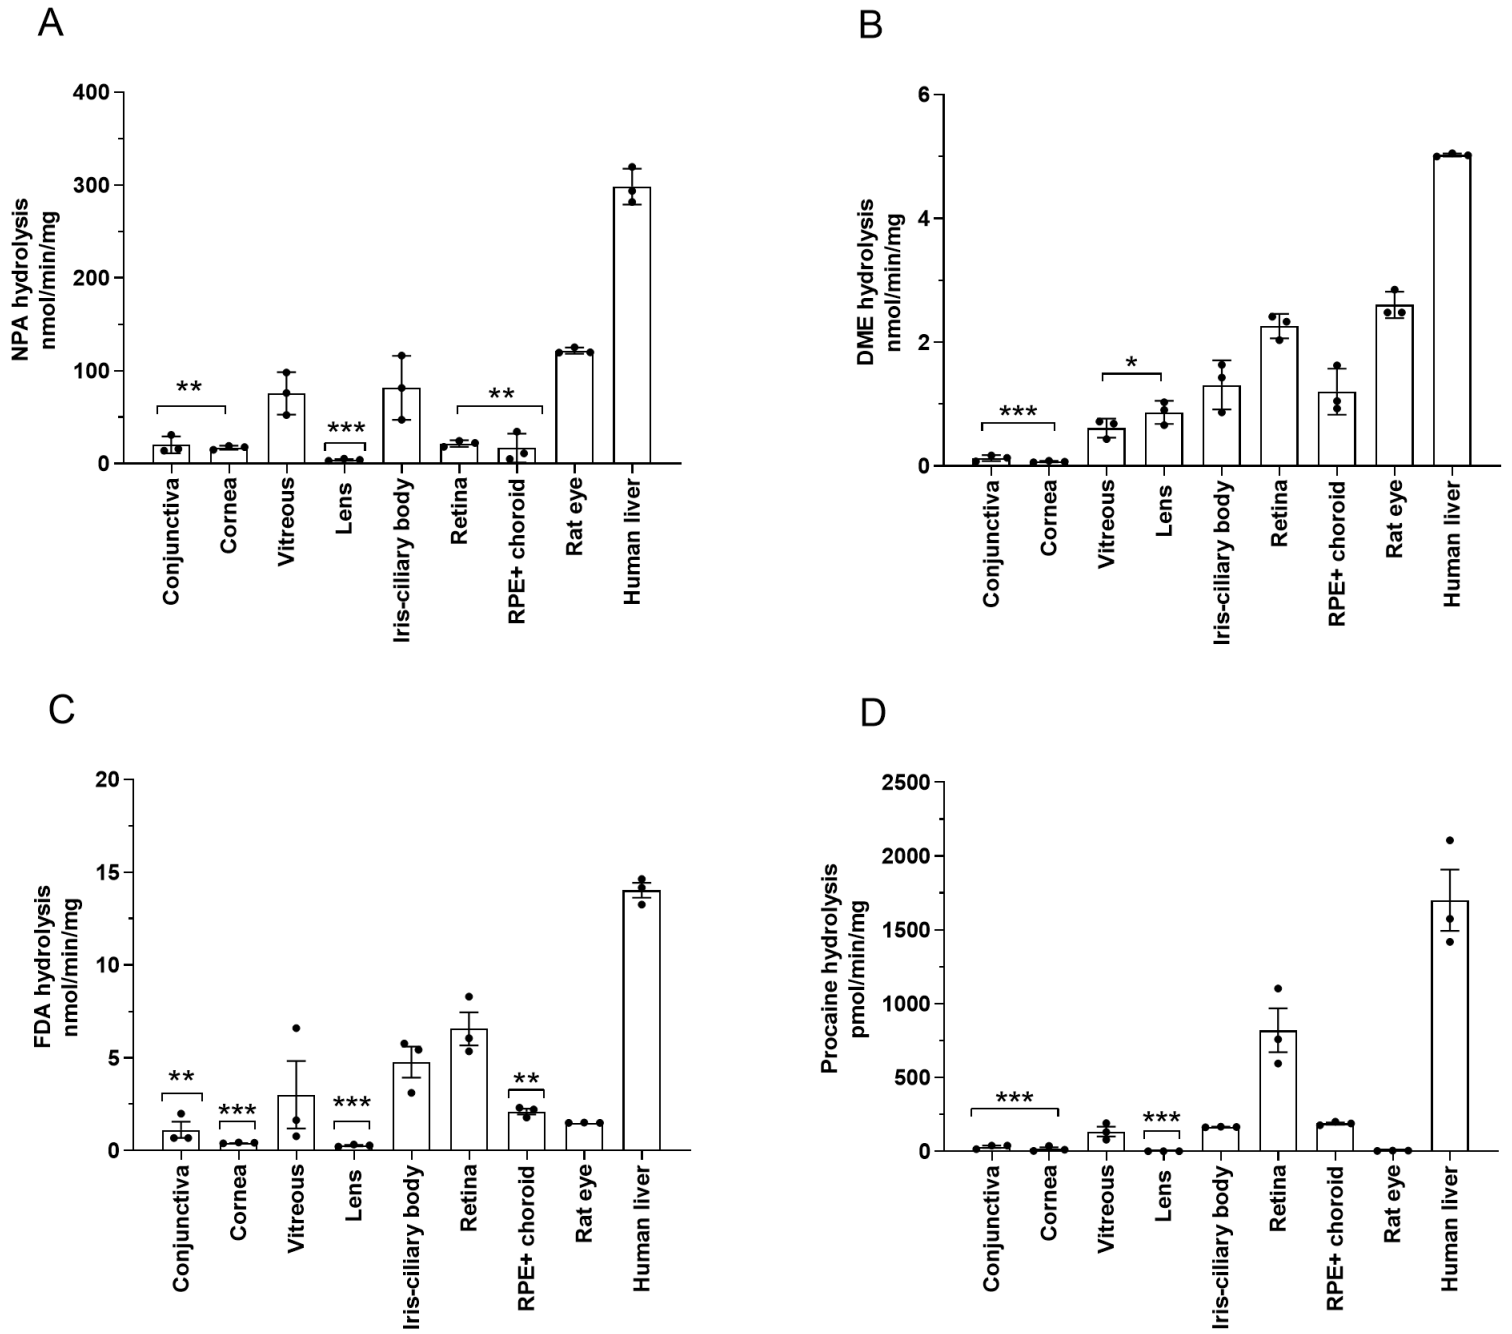 A
NPA hydrolysis
nmol/min/mg
400
300
200
100
0
**
***
**
Conjunctiva
Cornea
Vitreous
Lens
Iris-ciliary body
Retina
RPE+ choroid
Rat eye
Human liver
B
DME hydrolysis
nmol/min/mg
6
4
2
0
***
*
Conjunctiva
Cornea
Vitreous
Lens
Iris-ciliary body
Retina
RPE+ choroid
Rat eye
Human liver
C
FDA hydrolysis
nmol/min/mg
20
15
10
5
0
**
***
***
**
Conjunctiva
Cornea
Vitreous
Lens
Iris-ciliary body
Retina
RPE+ choroid
Rat eye
Human liver
D
Procaine hydrolysis
pmol/min/mg
2500
2000
1500
1000
500
0
***
***
Conjunctiva
Cornea
Vitreous
Lens
Iris-ciliary body
Retina
RPE+ choroid
Rat eye
Human liver